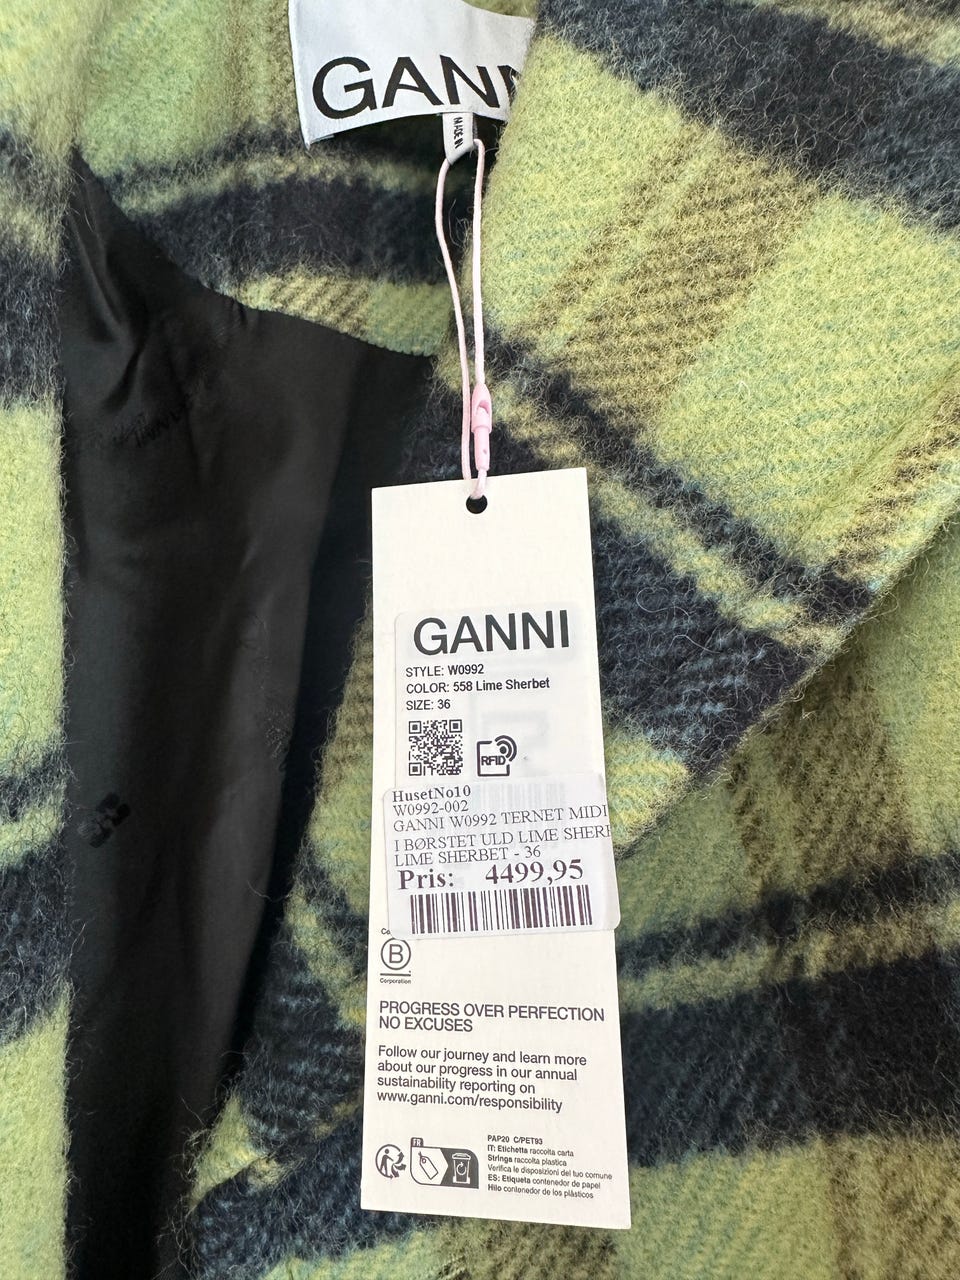 GANN
MADE IN
GANNI
STYLE: W0992
COLOR: 558 Lime Sherbet
SIZE: 36
RFID
HusetNo10
W0992-002
GANNI W0992 TERNET MIDI
I BØRSTET ULD LIME SHER
LIME SHERBET - 36
Pris: 4499,95
B
Corporation
PROGRESS OVER PERFECTION
NO EXCUSES
Follow our journey and learn more
about our progress in our annual
sustainability reporting on
www.ganni.com/responsibility
FR
PAP20 C/PET93
IT: Etichetta raccolta carta
Stringa raccolta plastica
Verifica le disposizioni del tuo comune
ES: Etiqueta contenedor de papel
Hilo contenedor de los plásticos